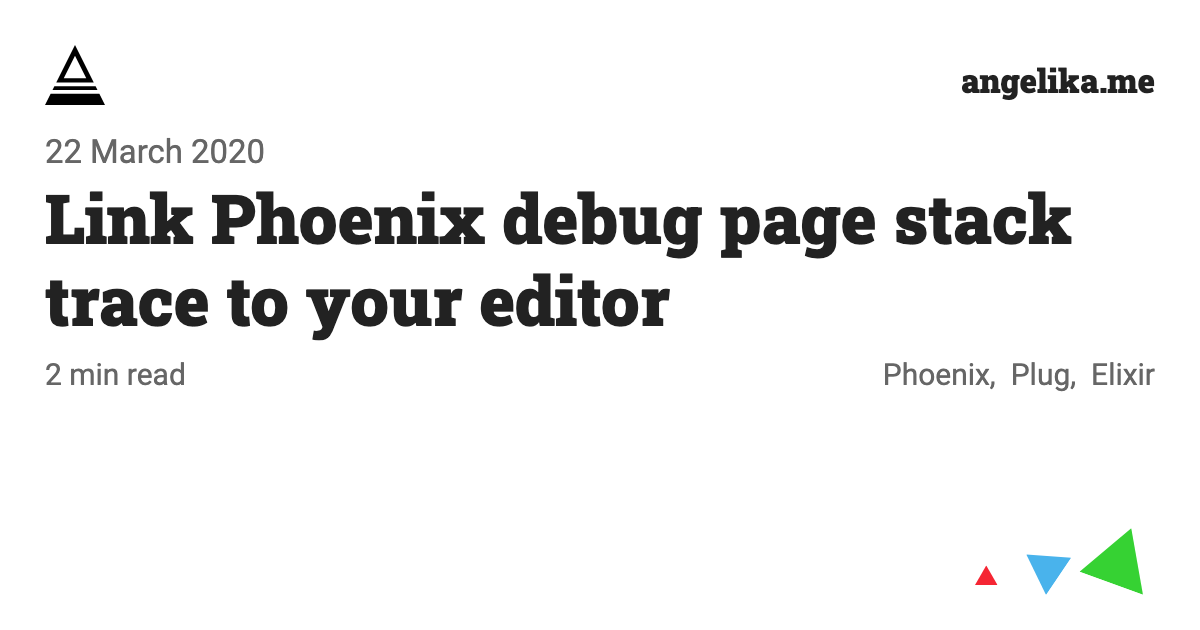 angelika.me
22 March 2020
Link Phoenix debug page stack
trace to your editor
2 min read
Phoenix, Plug, Elixir